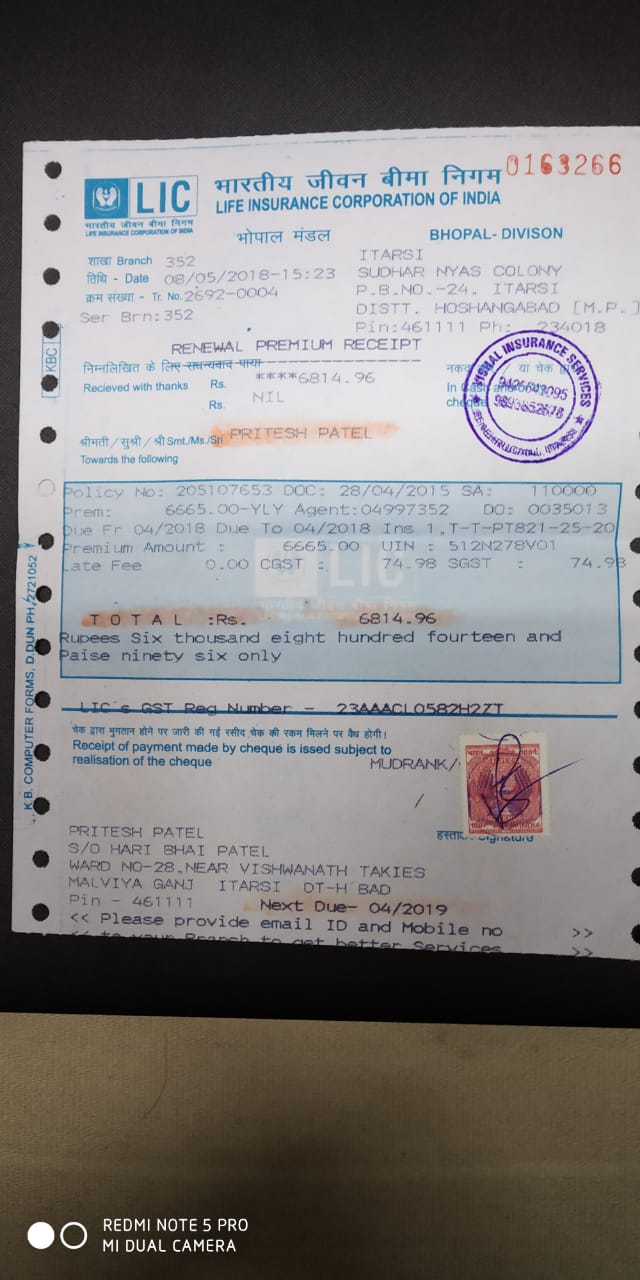 0163266
LIC
भारतीय जीवन बीमा निगम
LIFE INSURANCE CORPORATION OF INDIA
भारतीय जीवन बीमा निगम
LIFE INSURANCE CORPORATION OF INDIA
भोपाल मंडल
BHOPAL- DIVISON
शाखा Branch 352
तिथि - Date 08/05/2018-15:23
क्रम संख्या - Tr. No. 2692-0004
Ser Brn:352
ITARSI
SUDHAR NYAS COLONY
P.B.NO.-24, ITARSI
DISTT. HOSHANGABAD [M.P.]
Pin:461111 Ph: 234018
KBC
RENEWAL PREMIUM RECEIPT
निम्नलिखित के लिए सधन्यवाद पाया
Recieved with thanks Rs. ****6814.96
Rs. NIL
नकद या चेक
In Cash
cheque
VISHAL INSURANCE SERVICES
श्रीमती / सुश्री / श्री Smt./Ms./Sri PRITESH PATEL
Towards the following
Policy No: 205107653 DOC: 28/04/2015 SA: 110000
Prem: 6665.00-YLY Agent:04997352 DO: 0035013
Due Fr 04/2018 Due To 04/2018 Ins 1,T-T-PT821-25-20
Premium Amount : 6665.00 UIN : 512N278V01
Late Fee 0.00 CGST : 74.98 SGST : 74.98
LIC
TOTAL :Rs. 6814.96
Rupees Six thousand eight hundred fourteen and
Paise ninety six only
LIC's GST Reg Number - 23AAACL0582H2ZT
चेक द्वारा भुगतान होने पर जारी की गई रसीद, चेक की रकम मिलने पर वैध होगी।
Receipt of payment made by cheque is issued subject to
realisation of the cheque
MUDRANK/
/
Signature
PRITESH PATEL
S/O HARI BHAI PATEL
WARD NO-28,NEAR VISHWANATH TAKIES
MALVIYA GANJ ITARSI DT-H BAD
Pin - 461111
Next Due- 04/2019
<< Please provide email ID and Mobile no >>
<< to your Branch to get better Services >>
K.B. COMPUTER FORMS, D.DUN PH./2721052
REDMI NOTE 5 PRO
MI DUAL CAMERA